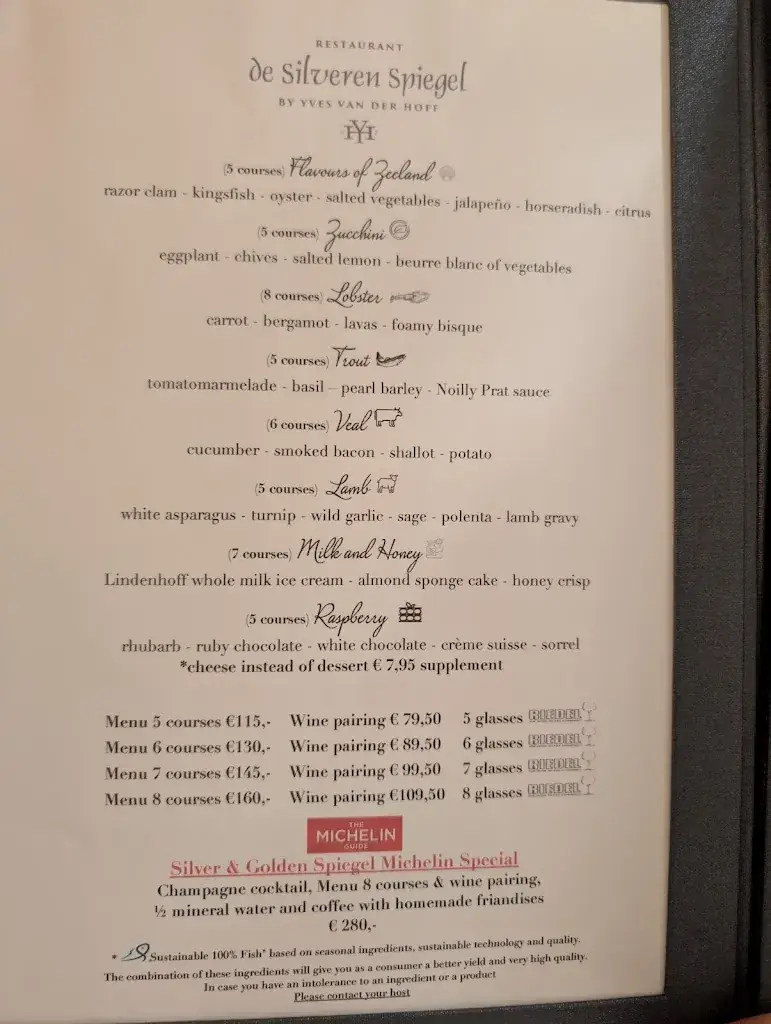 RESTAURANT
de Silveren Spiegel
BY YVES VAN DER HOFF
YH
(5 courses) Flavours of Zeeland
razor clam - kingsfish - oyster - salted vegetables - jalapeño - horseradish - citrus
(5 courses) Zucchini
eggplant - chives - salted lemon - beurre blanc of vegetables
(8 courses) Lobster
carrot - bergamot - lavas - foamy bisque
(5 courses) Trout
tomatomarmelade - basil – pearl barley - Noilly Prat sauce
(6 courses) Veal
cucumber - smoked bacon - shallot - potato
(5 courses) Lamb
white asparagus - turnip - wild garlic - sage - polenta - lamb gravy
(7 courses) Milk and Honey
Lindenhoff whole milk ice cream - almond sponge cake - honey crisp
(5 courses) Raspberry
rhubarb - ruby chocolate - white chocolate - crème suisse - sorrel
*cheese instead of dessert € 7,95 supplement
Menu 5 courses €115,- Wine pairing € 79,50 5 glasses RIEDEL
Menu 6 courses €130,- Wine pairing € 89,50 6 glasses RIEDEL
Menu 7 courses €145,- Wine pairing € 99,50 7 glasses RIEDEL
Menu 8 courses €160,- Wine pairing €109,50 8 glasses RIEDEL
THE
MICHELIN
GUIDE
Silver & Golden Spiegel Michelin Special
Champagne cocktail, Menu 8 courses & wine pairing,
½ mineral water and coffee with homemade friandises
€ 280,-
* Sustainable 100% Fish' based on seasonal ingredients, sustainable technology and quality.
The combination of these ingredients will give you as a consumer a better yield and very high quality.
In case you have an intolerance to an ingredient or a product
Please contact your host